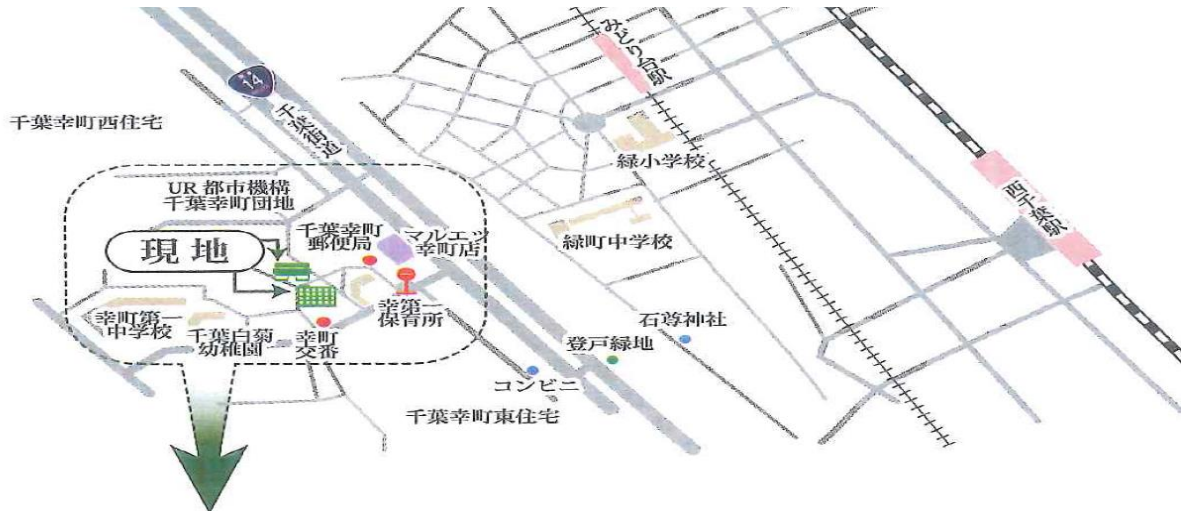 みどり台駅
14
千葉街道
千葉幸町西住宅
緑小学校
UR 都市機構
千葉幸町団地
西千葉駅
千葉幸町
郵便局
マルエツ
幸町店
緑町中学校
現地
幸町第一
中学校
千葉白菊
幼稚園
幸町
交番
幸第一
保育所
石尊神社
登戸緑地
コンビニ
千葉幸町東住宅